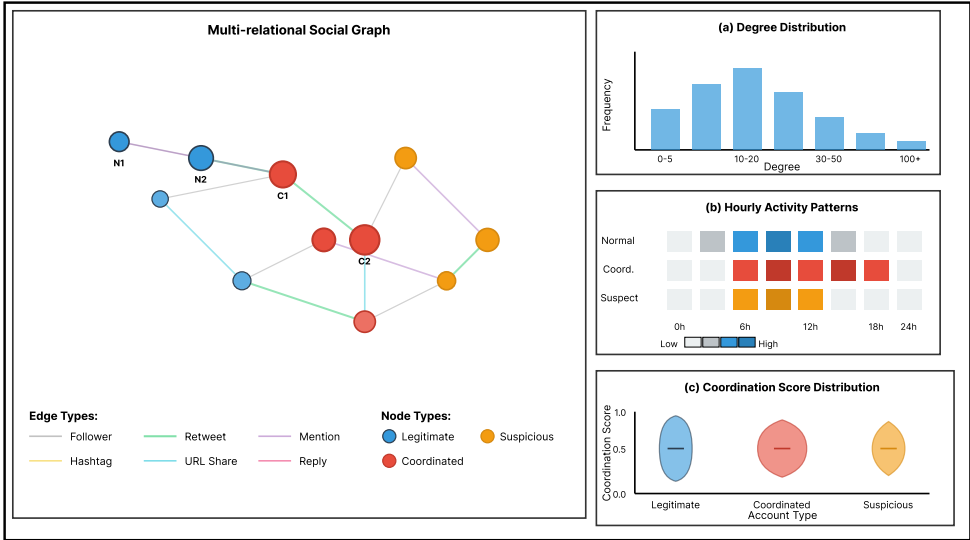 Multi-relational Social Graph
N1
N2
C1
C2
Edge Types:
Follower
Retweet
Mention
Hashtag
URL Share
Reply
Node Types:
Legitimate
Suspicious
Coordinated
(a) Degree Distribution
Frequency
0-5
10-20
30-50
100+
Degree
(b) Hourly Activity Patterns
Normal
Coord.
Suspect
0h
6h
12h
18h
24h
Low
High
(c) Coordination Score Distribution
Coordination Score
1.0
0.5
0.0
Legitimate
Coordinated
Suspicious
Account Type